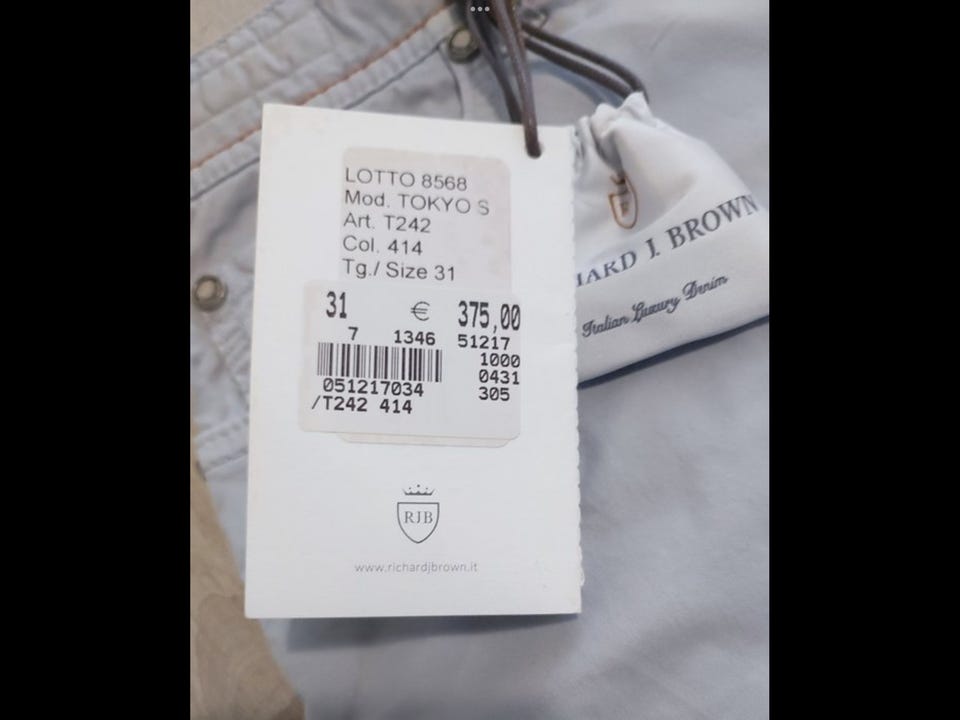 LOTTO 8568
Mod. TOKYO S
Art. T242
Col. 414
Tg./ Size 31
31 € 375,00
7 1346 51217
1000
0431
051217034 305
/T242 414
RJB
www.richardjbrown.it
J. BROWN
Italian Luxury Denim